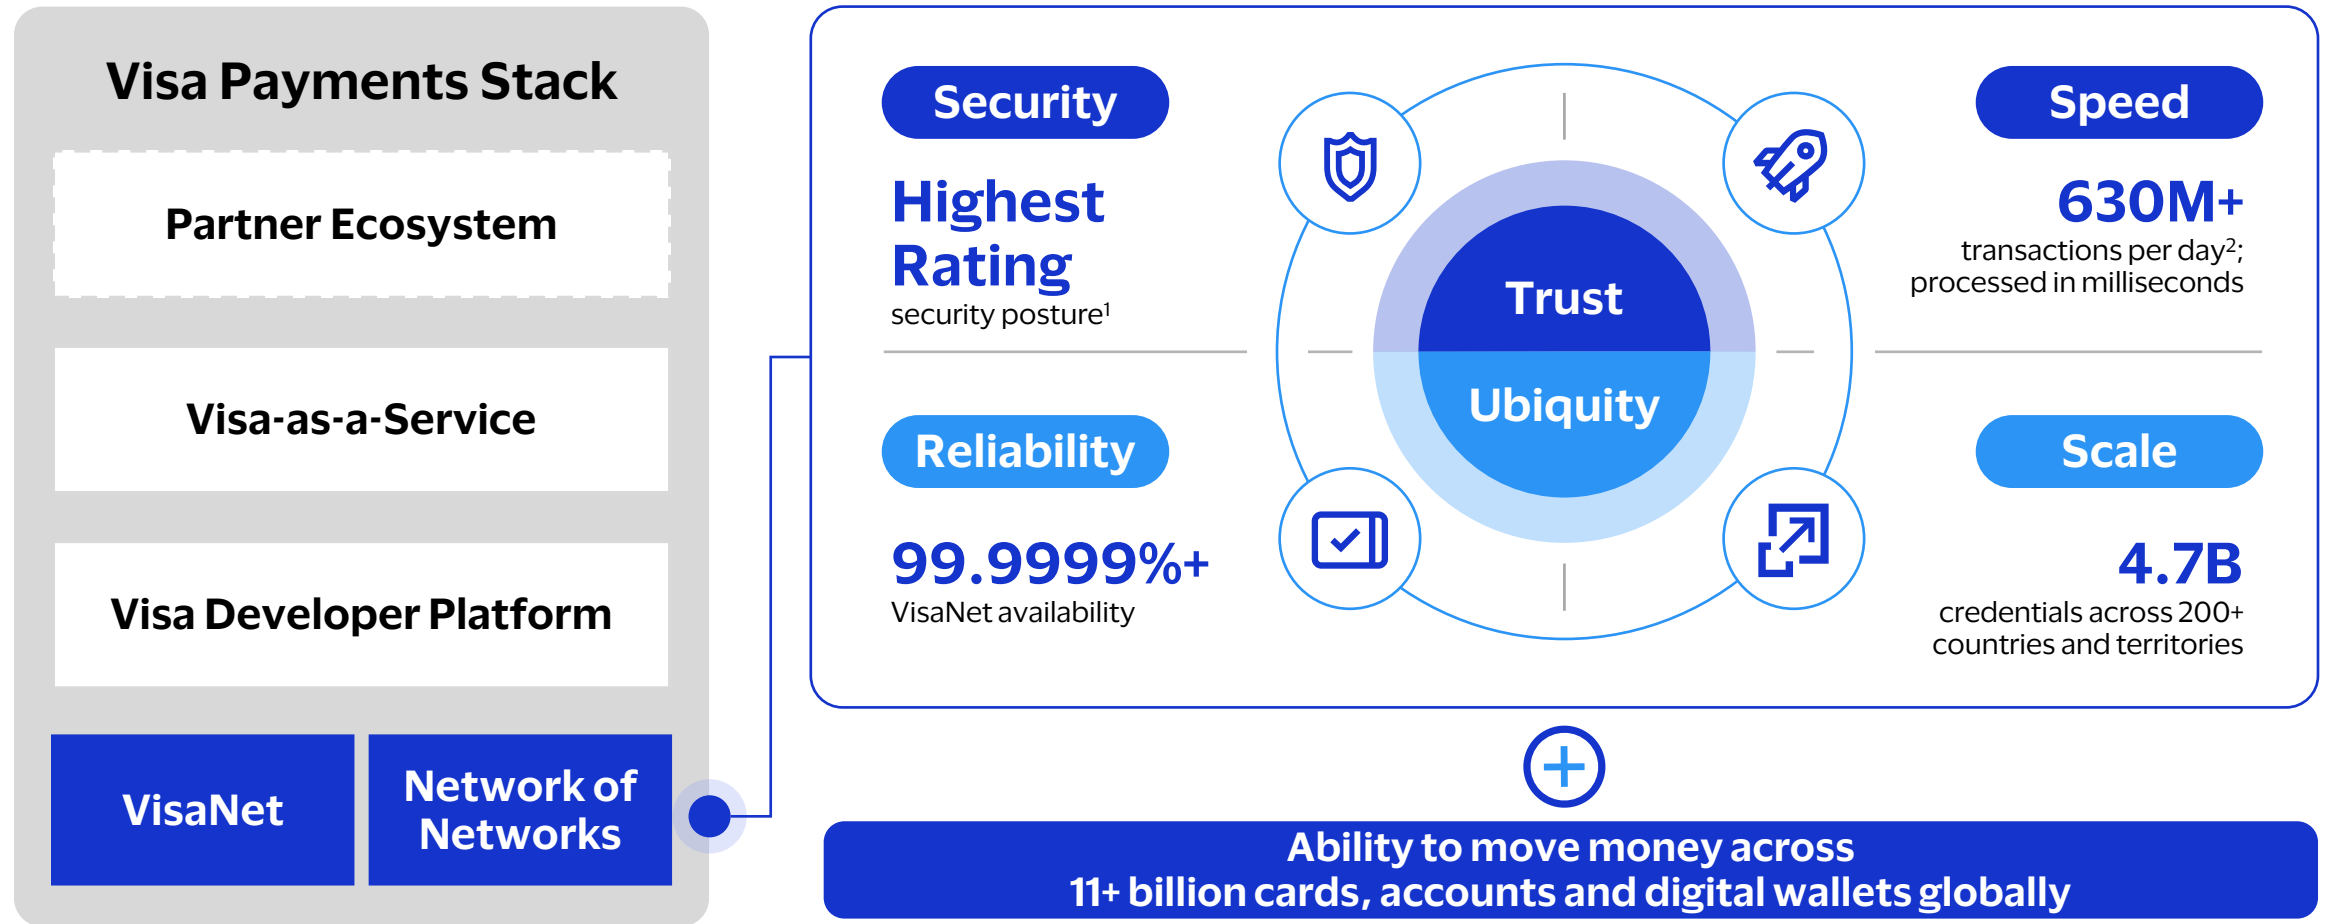 Visa Payments Stack
Partner Ecosystem
Visa-as-a-Service
Visa Developer Platform
VisaNet
Network of
Networks
Security
Highest
Rating
security posture¹
Speed
630M+
transactions per day²;
processed in milliseconds
Trust
Ubiquity
Reliability
99.9999%+
VisaNet availability
Scale
4.7B
credentials across 200+
countries and territories
Ability to move money across
11+ billion cards, accounts and digital wallets globally